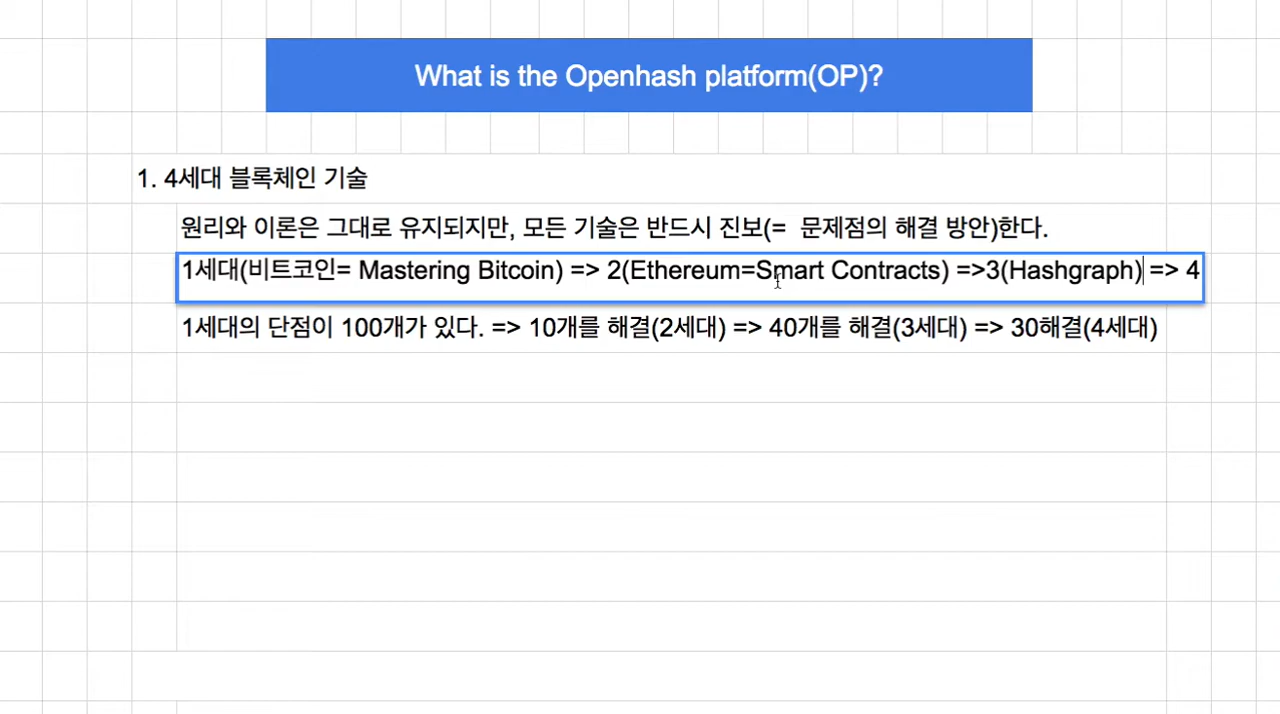 What is the Openhash platform(OP)?
1. 4세대 블록체인 기술
원리와 이론은 그대로 유지되지만, 모든 기술은 반드시 진보(=  문제점의 해결 방안)한다.
1세대(비트코인= Mastering Bitcoin) => 2(Ethereum=Smart Contracts) =>3(Hashgraph) => 4
1세대의 단점이 100개가 있다. => 10개를 해결(2세대) => 40개를 해결(3세대) => 30해결(4세대)